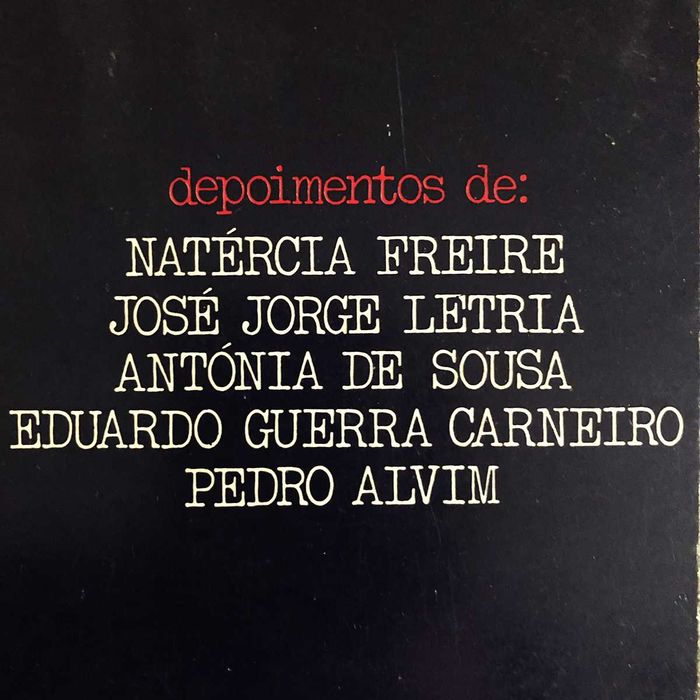 depoimentos de:
NATÉRCIA FREIRE
JOSÉ JORGE LETRIA
ANTÓNIA DE SOUSA
EDUARDO GUERRA CARNEIRO
PEDRO ALVIM